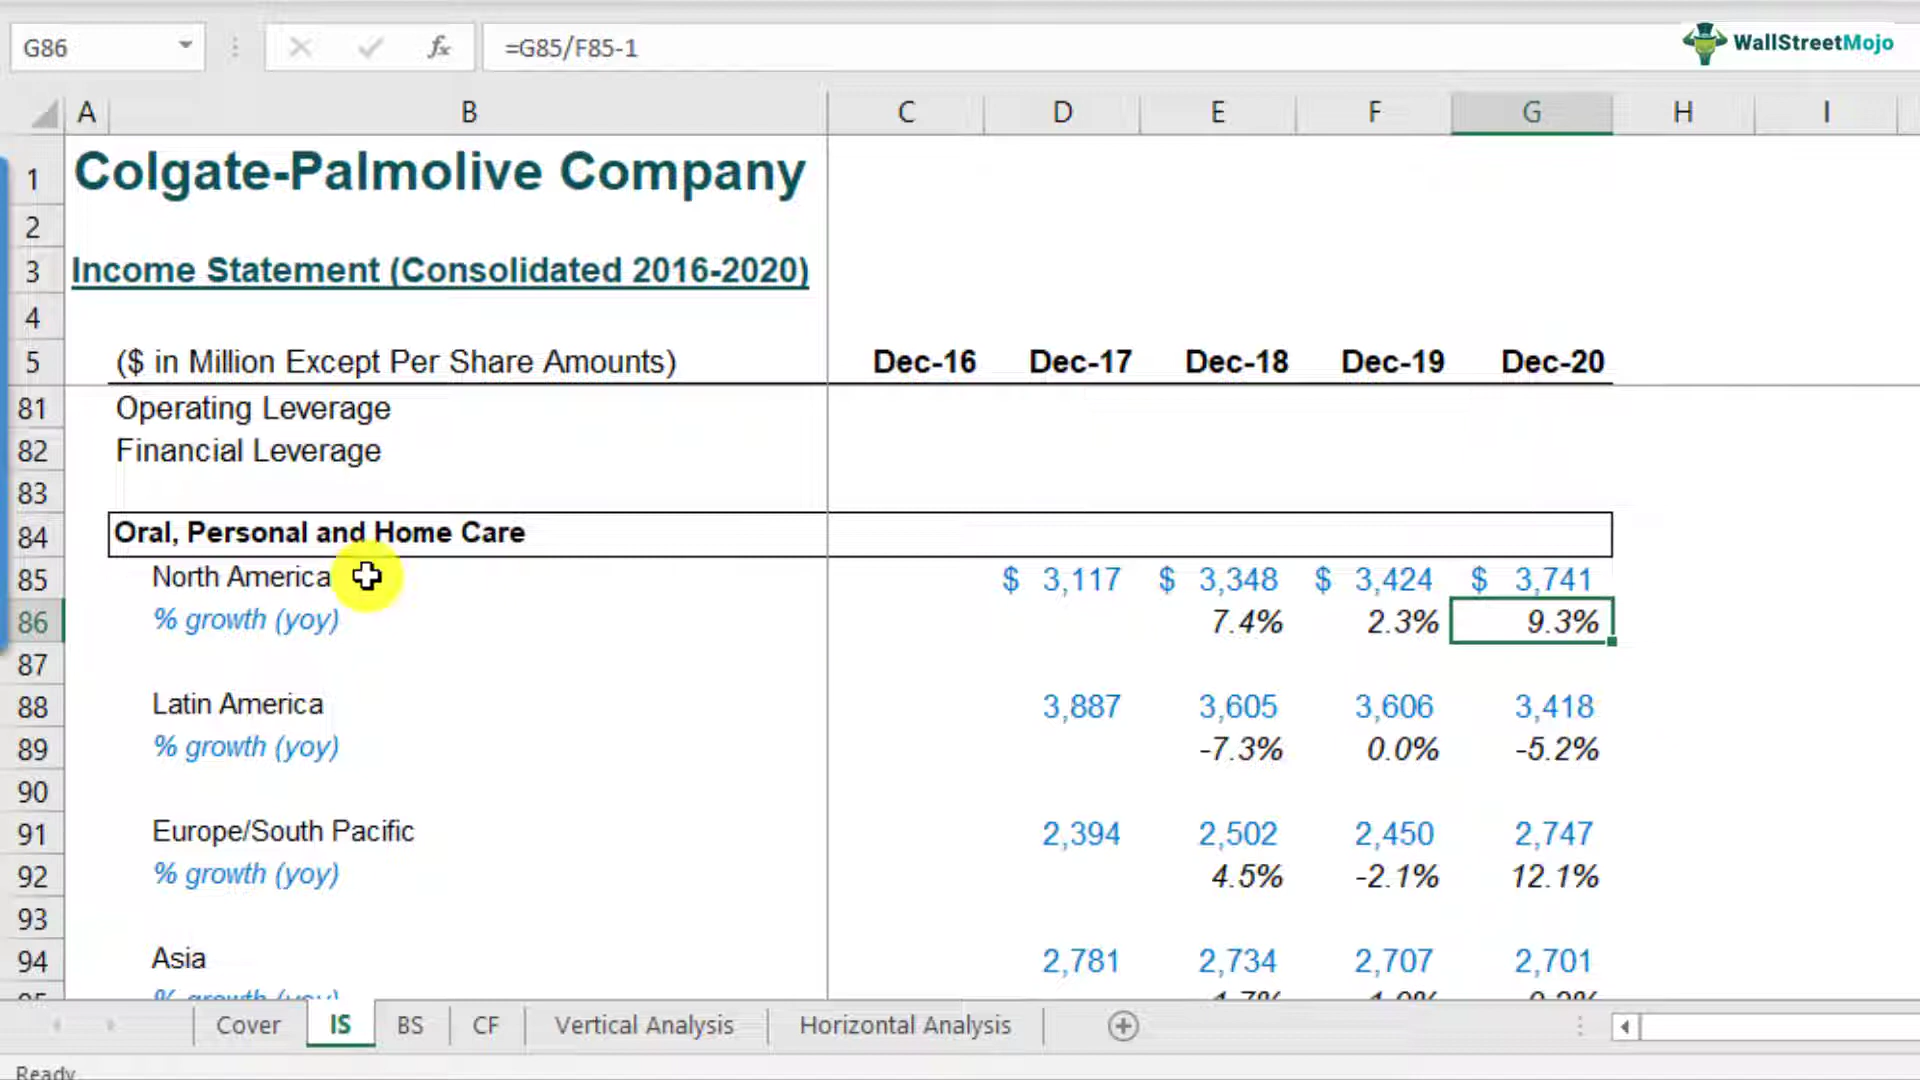 G86 fx =G85/F85-1 WallStreetMojo
A B C D E F G H I
1 Colgate-Palmolive Company
2
3 Income Statement (Consolidated 2016-2020)
4
5 ($ in Million Except Per Share Amounts) Dec-16 Dec-17 Dec-18 Dec-19 Dec-20
81 Operating Leverage
82 Financial Leverage
83
84 Oral, Personal and Home Care
85 North America $ 3,117 $ 3,348 $ 3,424 $ 3,741
86 % growth (yoy) 7.4% 2.3% 9.3%
87
88 Latin America 3,887 3,605 3,606 3,418
89 % growth (yoy) -7.3% 0.0% -5.2%
90
91 Europe/South Pacific 2,394 2,502 2,450 2,747
92 % growth (yoy) 4.5% -2.1% 12.1%
93
94 Asia 2,781 2,734 2,707 2,701
% growth (yoy)
Cover IS BS CF Vertical Analysis Horizontal Analysis
Ready